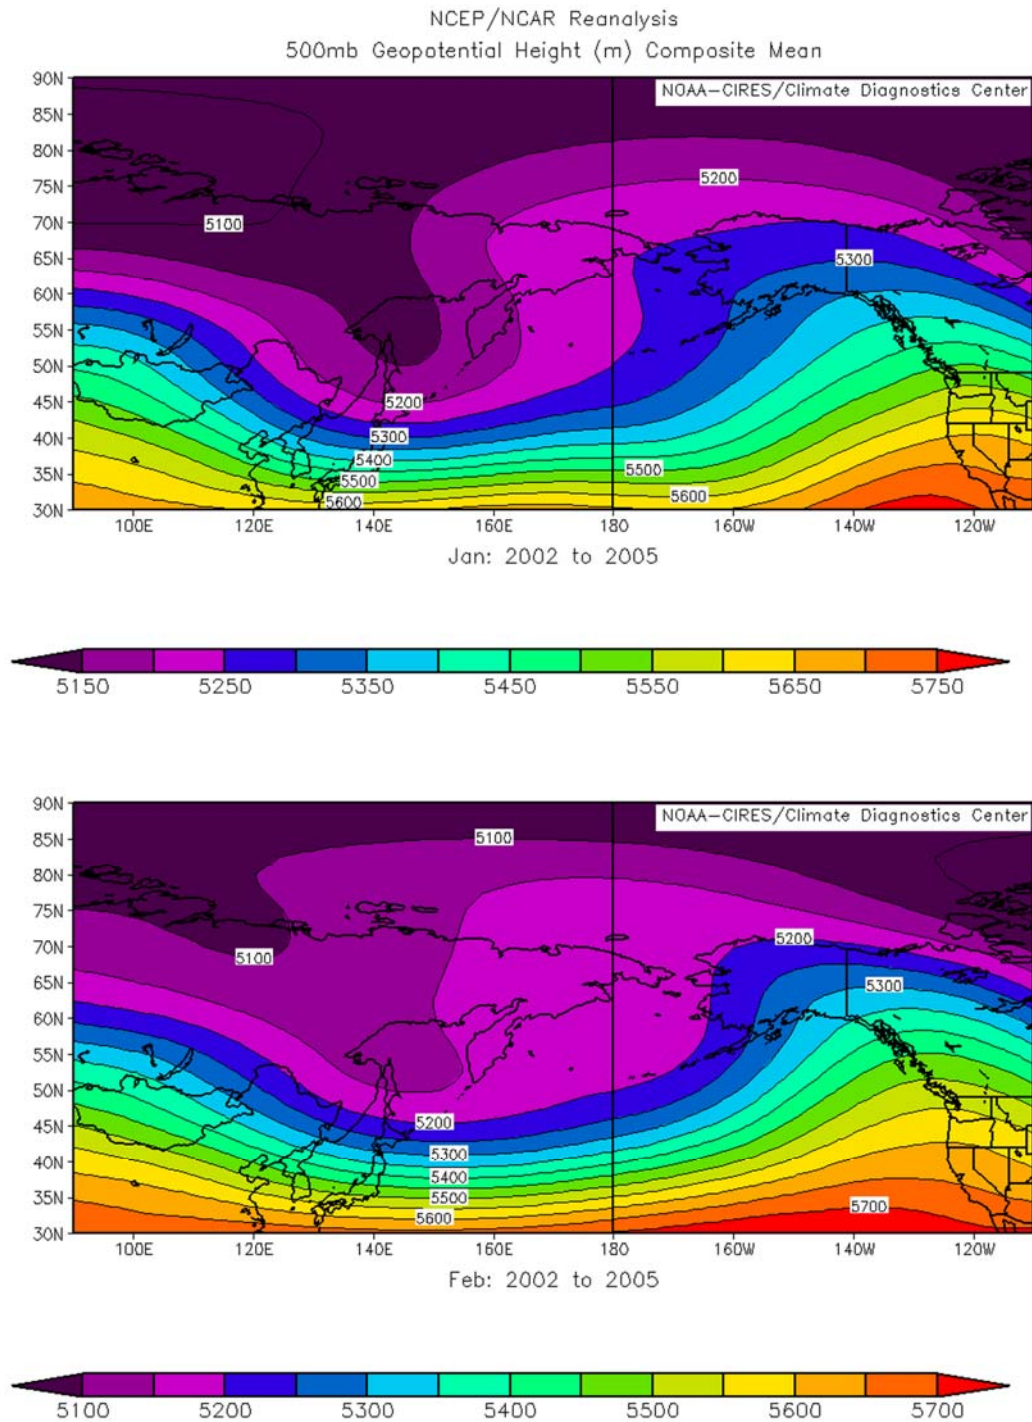 NCEP/NCAR Reanalysis
500mb Geopotential Height (m) Composite Mean
NOAA-CIRES/Climate Diagnostics Center
90N
85N
80N
75N
70N
65N
60N
55N
50N
45N
40N
35N
30N
5200
5100
5300
5200
5300
5400
5500
5500
5600
5600
100E 120E 140E 160E 180 160W 140W 120W
Jan: 2002 to 2005
5150 5250 5350 5450 5550 5650 5750
NOAA-CIRES/Climate Diagnostics Center
90N
85N
80N
75N
70N
65N
60N
55N
50N
45N
40N
35N
30N
5100
5200
5100
5300
5200
5300
5400
5500
5700
5600
100E 120E 140E 160E 180 160W 140W 120W
Feb: 2002 to 2005
5100 5200 5300 5400 5500 5600 5700